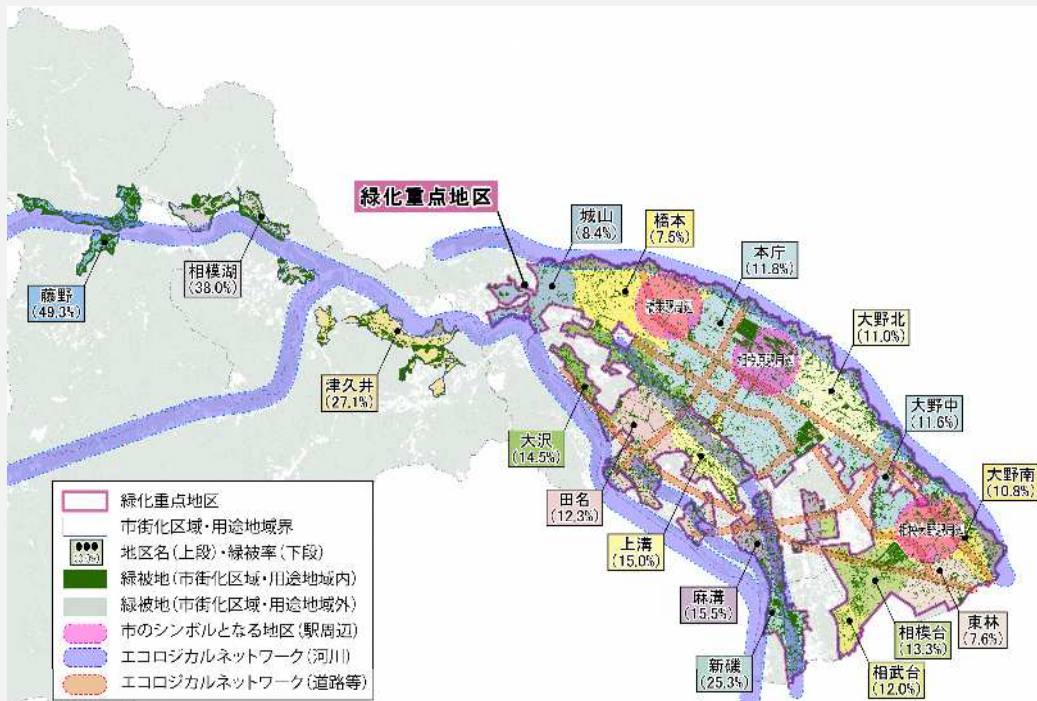 緑化重点地区
城山
(8.4%)
橋本
(7.5%)
本庁
(11.8%)
大野北
(11.0%)
大野中
(11.6%)
大野南
(10.8%)
藤野
(49.3%)
相模湖
(38.0%)
津久井
(27.1%)
大沢
(14.5%)
田名
(12.3%)
上溝
(15.0%)
麻溝
(15.5%)
新磯
(25.3%)
相武台
(12.0%)
相模台
(13.3%)
東林
(7.6%)
緑化重点地区
市街化区域・用途地域界
地区名(上段)・緑被率(下段)
緑被地(市街化区域・用途地域内)
緑被地(市街化区域・用途地域外)
市のシンボルとなる地区(駅周辺)
エコロジカルネットワーク(河川)
エコロジカルネットワーク(道路等)